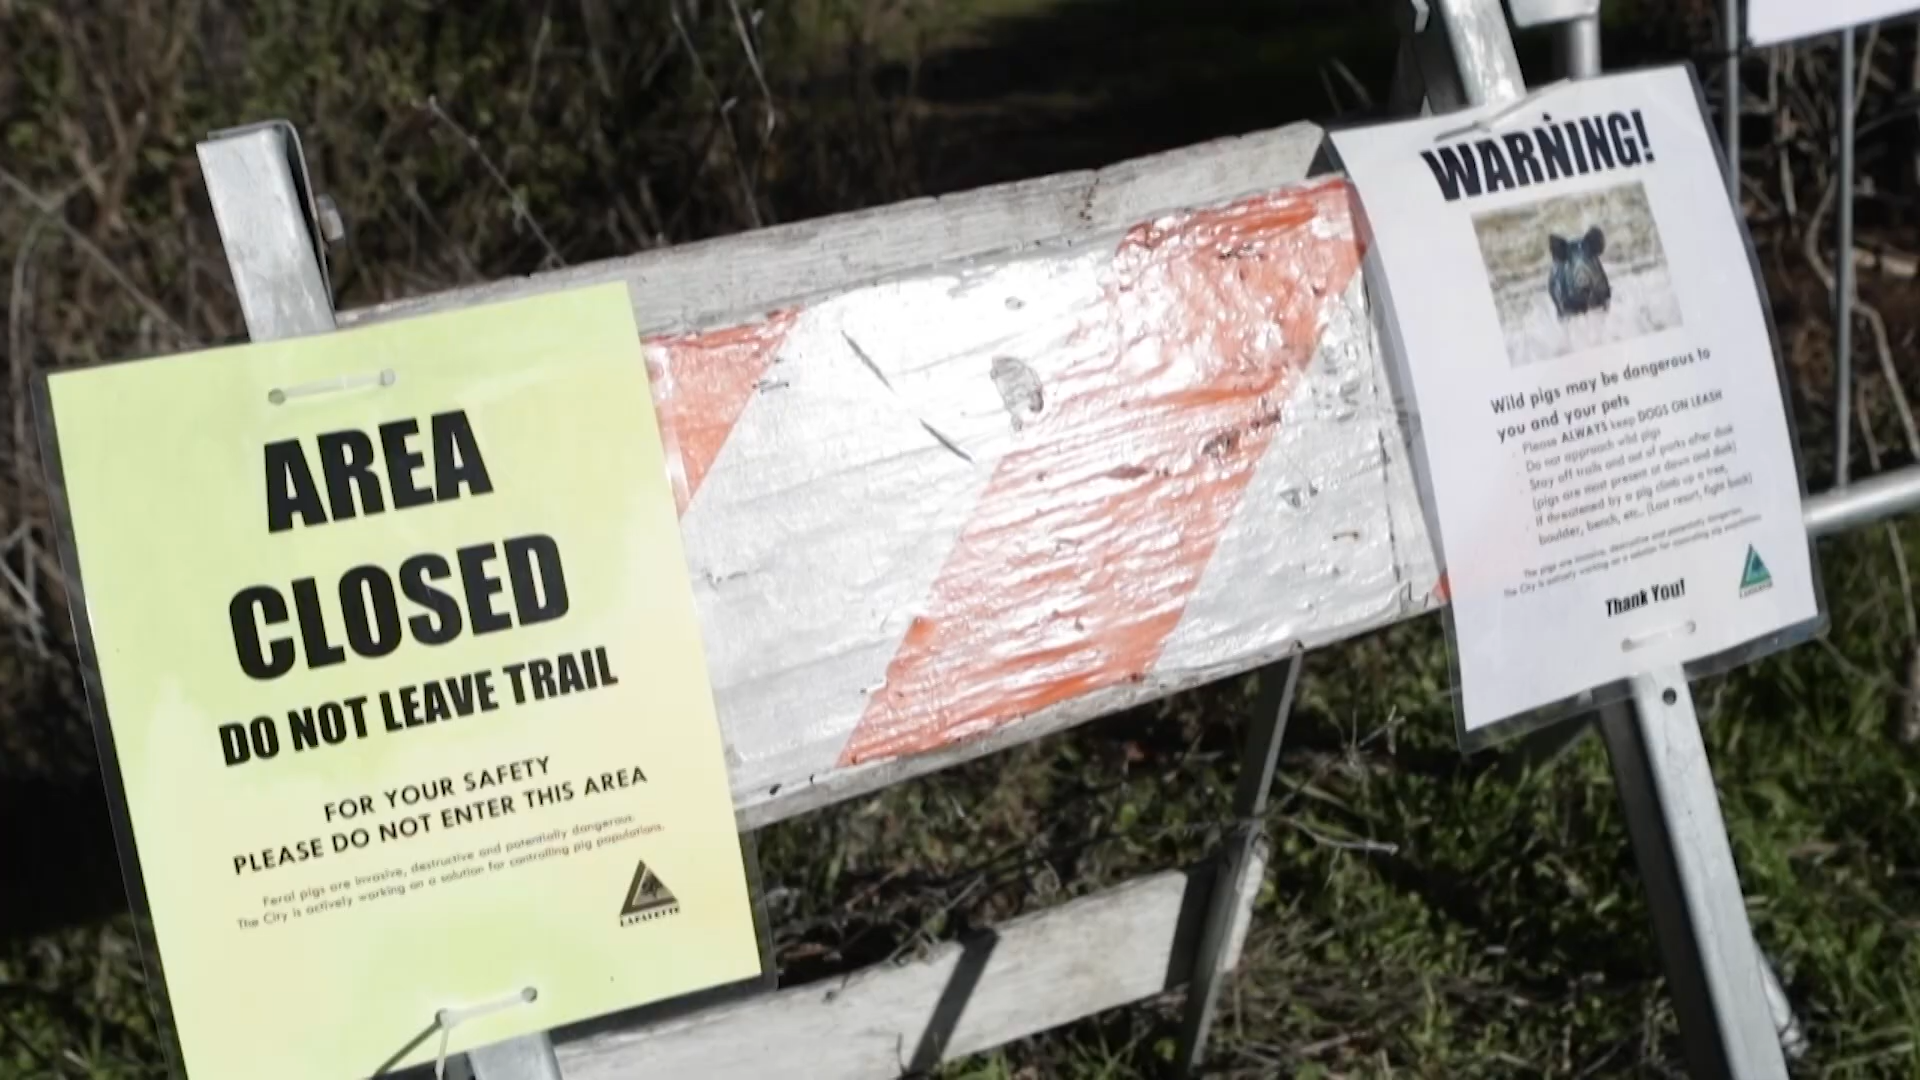 AREA
CLOSED
DO NOT LEAVE TRAIL
FOR YOUR SAFETY
PLEASE DO NOT ENTER THIS AREA
Feral pigs are invasive, destructive and potentially dangerous.
The City is actively working on a solution for controlling pig populations.
LAFAYETTE
WARNING!
Wild pigs may be dangerous to
you and your pets
Please ALWAYS keep DOGS ON LEASH
Do not approach wild pigs
Stay off trails and out of parks after dusk
(pigs are most present at dawn and dusk)
If threatened by a pig climb up a tree,
boulder, bench, etc... (Last resort, fight back)
The pigs are invasive, destructive and potentially dangerous.
The City is actively working on a solution for controlling pig populations.
Thank You!
LAFAYETTE